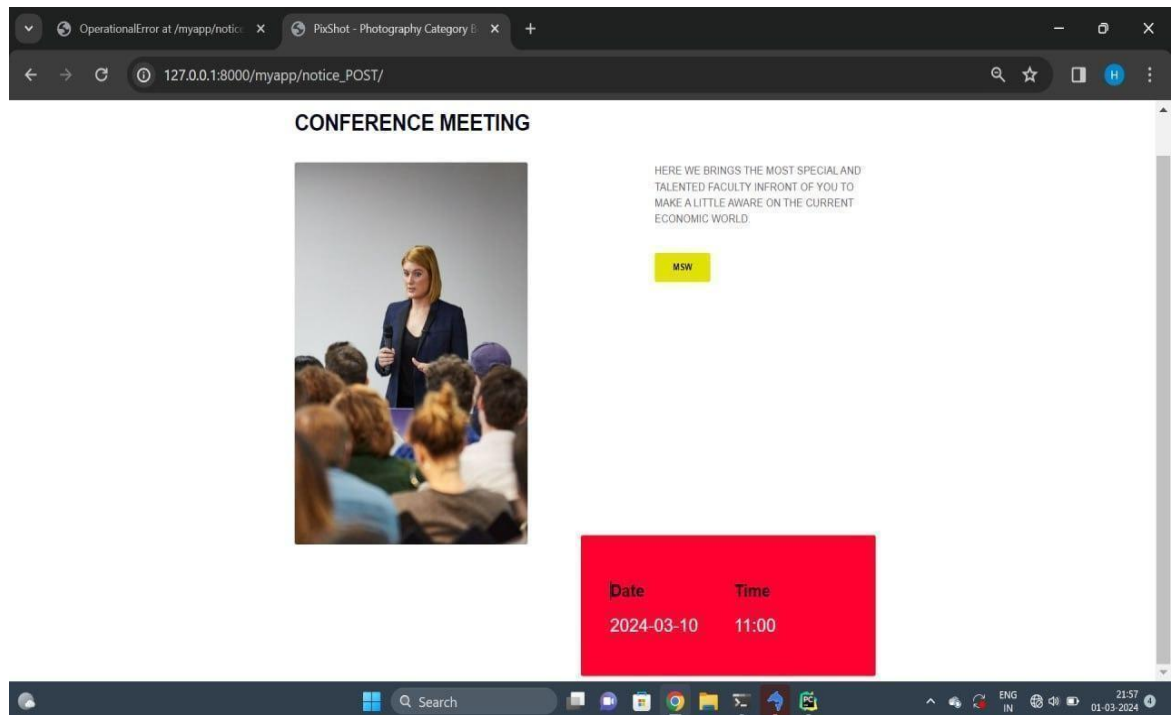 OperationalError at /myapp/notice
PixShot - Photography Category B
127.0.0.1:8000/myapp/notice_POST/
H
CONFERENCE MEETING
HERE WE BRINGS THE MOST SPECIAL AND
TALENTED FACULTY INFRONT OF YOU TO
MAKE A LITTLE AWARE ON THE CURRENT
ECONOMIC WORLD.
MSW
Date Time
2024-03-10 11:00
Search
PC
ENG
IN
21:57
01-03-2024
4